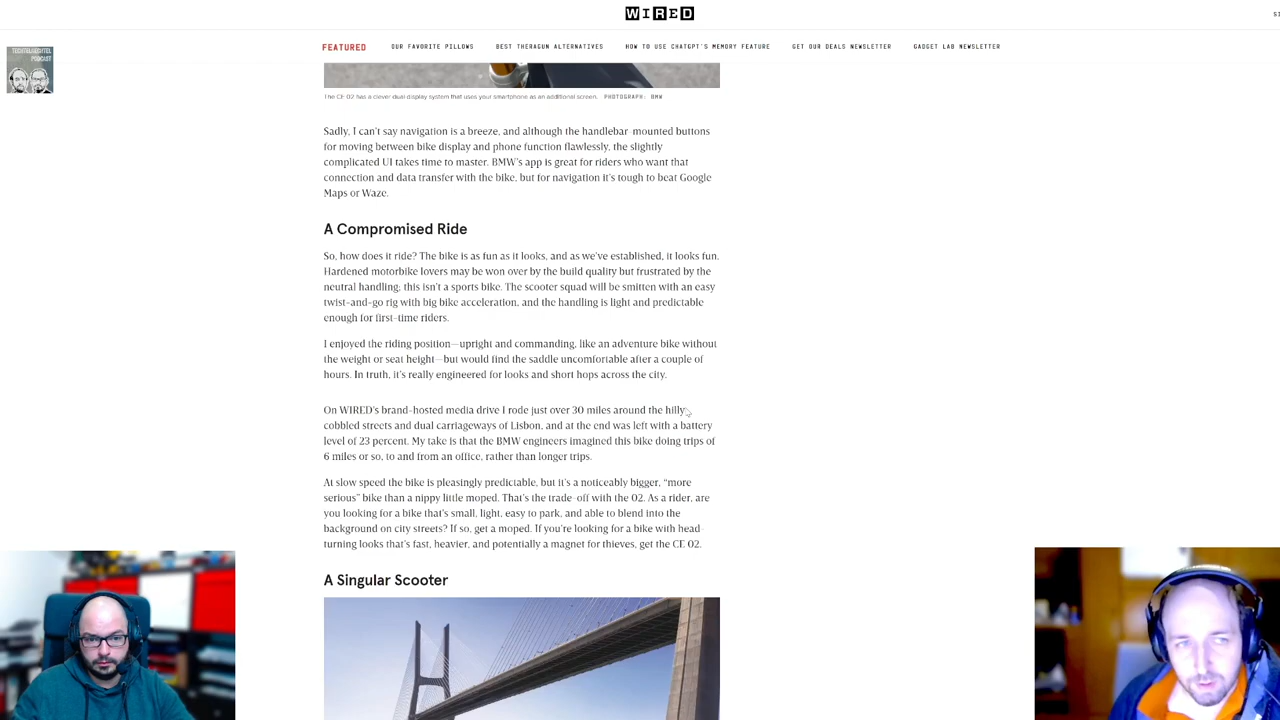 WIRED
SI
TECHTELMECHTEL
PODCAST
FEATURED
OUR FAVORITE PILLOWS
BEST THERAGUN ALTERNATIVES
HOW TO USE CHATGPT'S MEMORY FEATURE
GET OUR DEALS NEWSLETTER
GADGET LAB NEWSLETTER
The CE 02 has a clever dual display system that uses your smartphone as an additional screen. PHOTOGRAPH: BMW
Sadly, I can't say navigation is a breeze, and although the handlebar-mounted buttons
for moving between bike display and phone function flawlessly, the slightly
complicated UI takes time to master. BMW's app is great for riders who want that
connection and data transfer with the bike, but for navigation it's tough to beat Google
Maps or Waze.
A Compromised Ride
So, how does it ride? The bike is as fun as it looks, and as we've established, it looks fun.
Hardened motorbike lovers may be won over by the build quality but frustrated by the
neutral handling; this isn't a sports bike. The scooter squad will be smitten with an easy
twist-and-go rig with big bike acceleration, and the handling is light and predictable
enough for first-time riders.
I enjoyed the riding position—upright and commanding, like an adventure bike without
the weight or seat height—but would find the saddle uncomfortable after a couple of
hours. In truth, it's really engineered for looks and short hops across the city.
On WIRED's brand-hosted media drive I rode just over 30 miles around the hilly
cobbled streets and dual carriageways of Lisbon, and at the end was left with a battery
level of 23 percent. My take is that the BMW engineers imagined this bike doing trips of
6 miles or so, to and from an office, rather than longer trips.
At slow speed the bike is pleasingly predictable, but it's a noticeably bigger, "more
serious" bike than a nippy little moped. That's the trade-off with the 02. As a rider, are
you looking for a bike that's small, light, easy to park, and able to blend into the
background on city streets? If so, get a moped. If you're looking for a bike with head-
turning looks that's fast, heavier, and potentially a magnet for thieves, get the CE 02.
A Singular Scooter